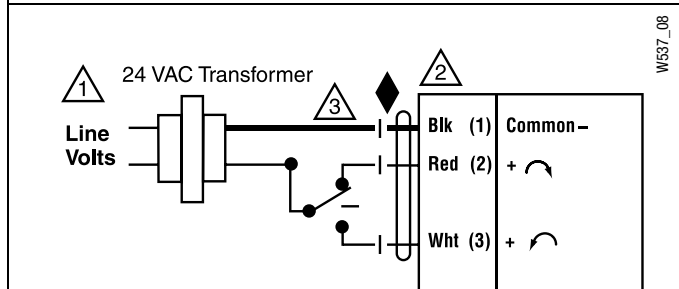 W537_08
1 24 VAC Transformer 3 2
Line
Volts
Blk (1) Common –
Red (2) +
Wht (3) +